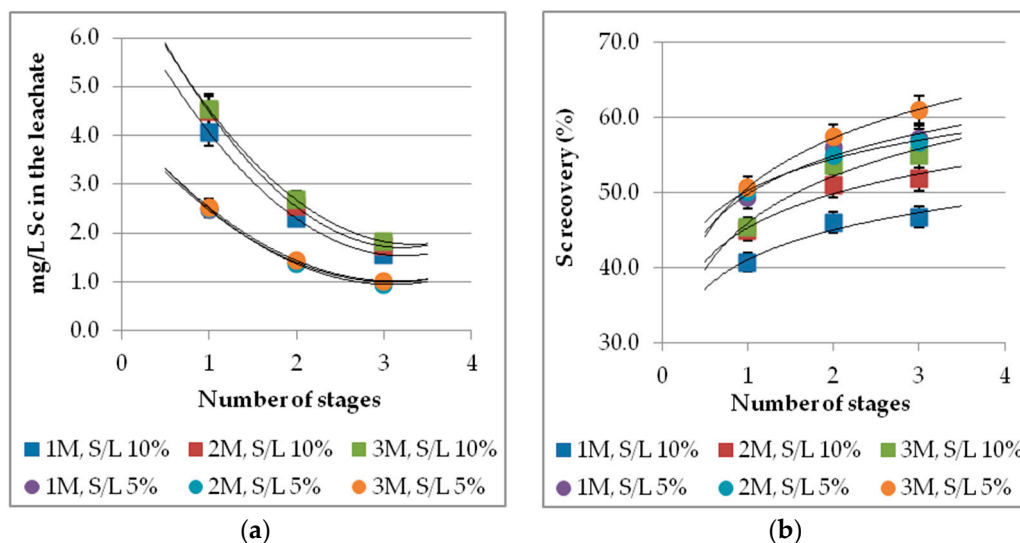 6.0
5.0
4.0
3.0
2.0
1.0
0.0
mg/L Sc in the leachate
0 1 2 3 4
Number of stages
1M, S/L 10% 2M, S/L 10% 3M, S/L 10%
1M, S/L 5% 2M, S/L 5% 3M, S/L 5%
(a)
70.0
60.0
50.0
40.0
30.0
Sc recovery (%)
0 1 2 3 4
Number of stages
1M, S/L 10% 2M, S/L 10% 3M, S/L 10%
1M, S/L 5% 2M, S/L 5% 3M, S/L 5%
(b)